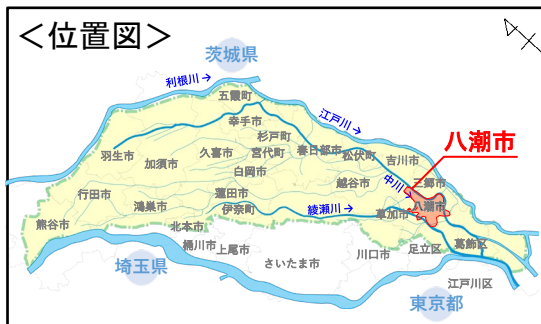 ＜位置図＞
茨城県
利根川→
五霞町
江戸川→
幸手市
杉戸町
八潮市
羽生市
久喜市
宮代町
春日部市
松伏町
吉川市
加須市
白岡市
中川→
三郷市
行田市
蓮田市
越谷市
鴻巣市
伊奈町
綾瀬川→
草加市
八潮市
熊谷市
北本市
桶川市
上尾市
さいたま市
川口市
足立区
葛飾区
埼玉県
江戸川区
東京都